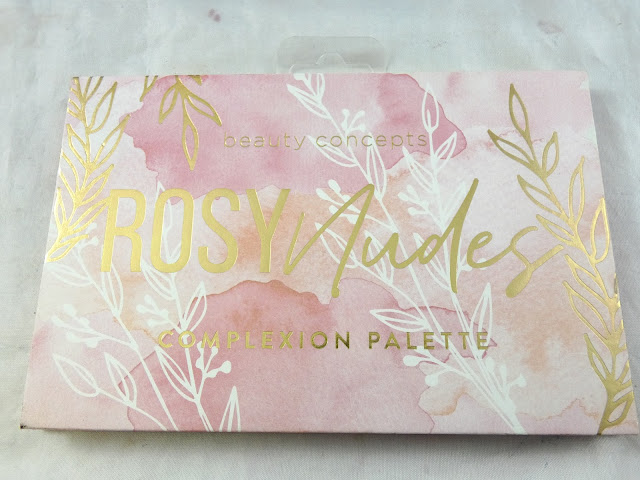 beauty concepts
ROSY Nudes
COMPLEXION PALETTE